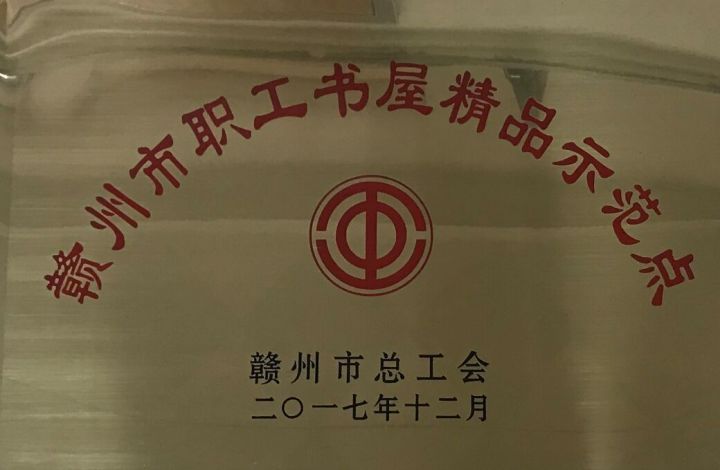 赣州市职工书屋精品示范点
赣州市总工会
二〇一七年十二月